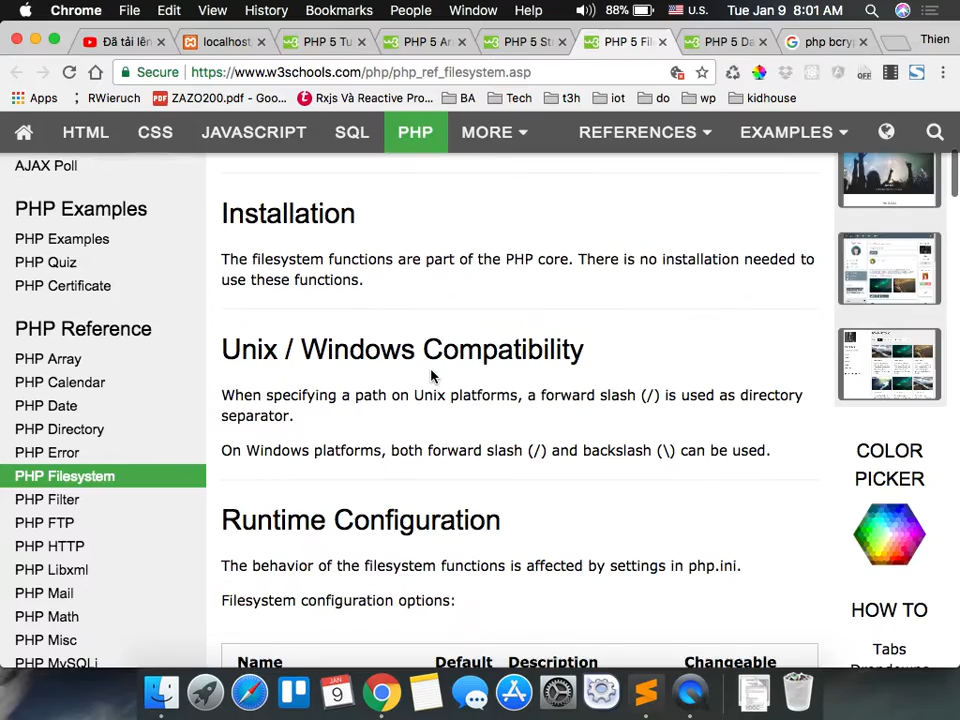 Chrome File Edit View History Bookmarks People Window Help 88% U.S. Tue Jan 9 8:01 AM
Đã tải lên localhost PHP 5 Tu PHP 5 Ar PHP 5 St PHP 5 Fil PHP 5 Da php bcry Thien
Secure https://www.w3schools.com/php/php_ref_filesystem.asp
Apps RWieruch ZAZO200.pdf - Goo... Rxjs Và Reactive Pro... BA Tech t3h iot do wp kidhouse
HTML CSS JAVASCRIPT SQL PHP MORE REFERENCES EXAMPLES
AJAX Poll
PHP Examples
PHP Examples
PHP Quiz
PHP Certificate
PHP Reference
PHP Array
PHP Calendar
PHP Date
PHP Directory
PHP Error
PHP Filesystem
PHP Filter
PHP FTP
PHP HTTP
PHP Libxml
PHP Mail
PHP Math
PHP Misc
PHP MySQLi
Installation
The filesystem functions are part of the PHP core. There is no installation needed to
use these functions.
Unix / Windows Compatibility
When specifying a path on Unix platforms, a forward slash (/) is used as directory
separator.
On Windows platforms, both forward slash (/) and backslash (\) can be used.
Runtime Configuration
The behavior of the filesystem functions is affected by settings in php.ini.
Filesystem configuration options:
Name Default Description Changeable
COLOR
PICKER
HOW TO
Tabs
Dropdowns
JAN
9